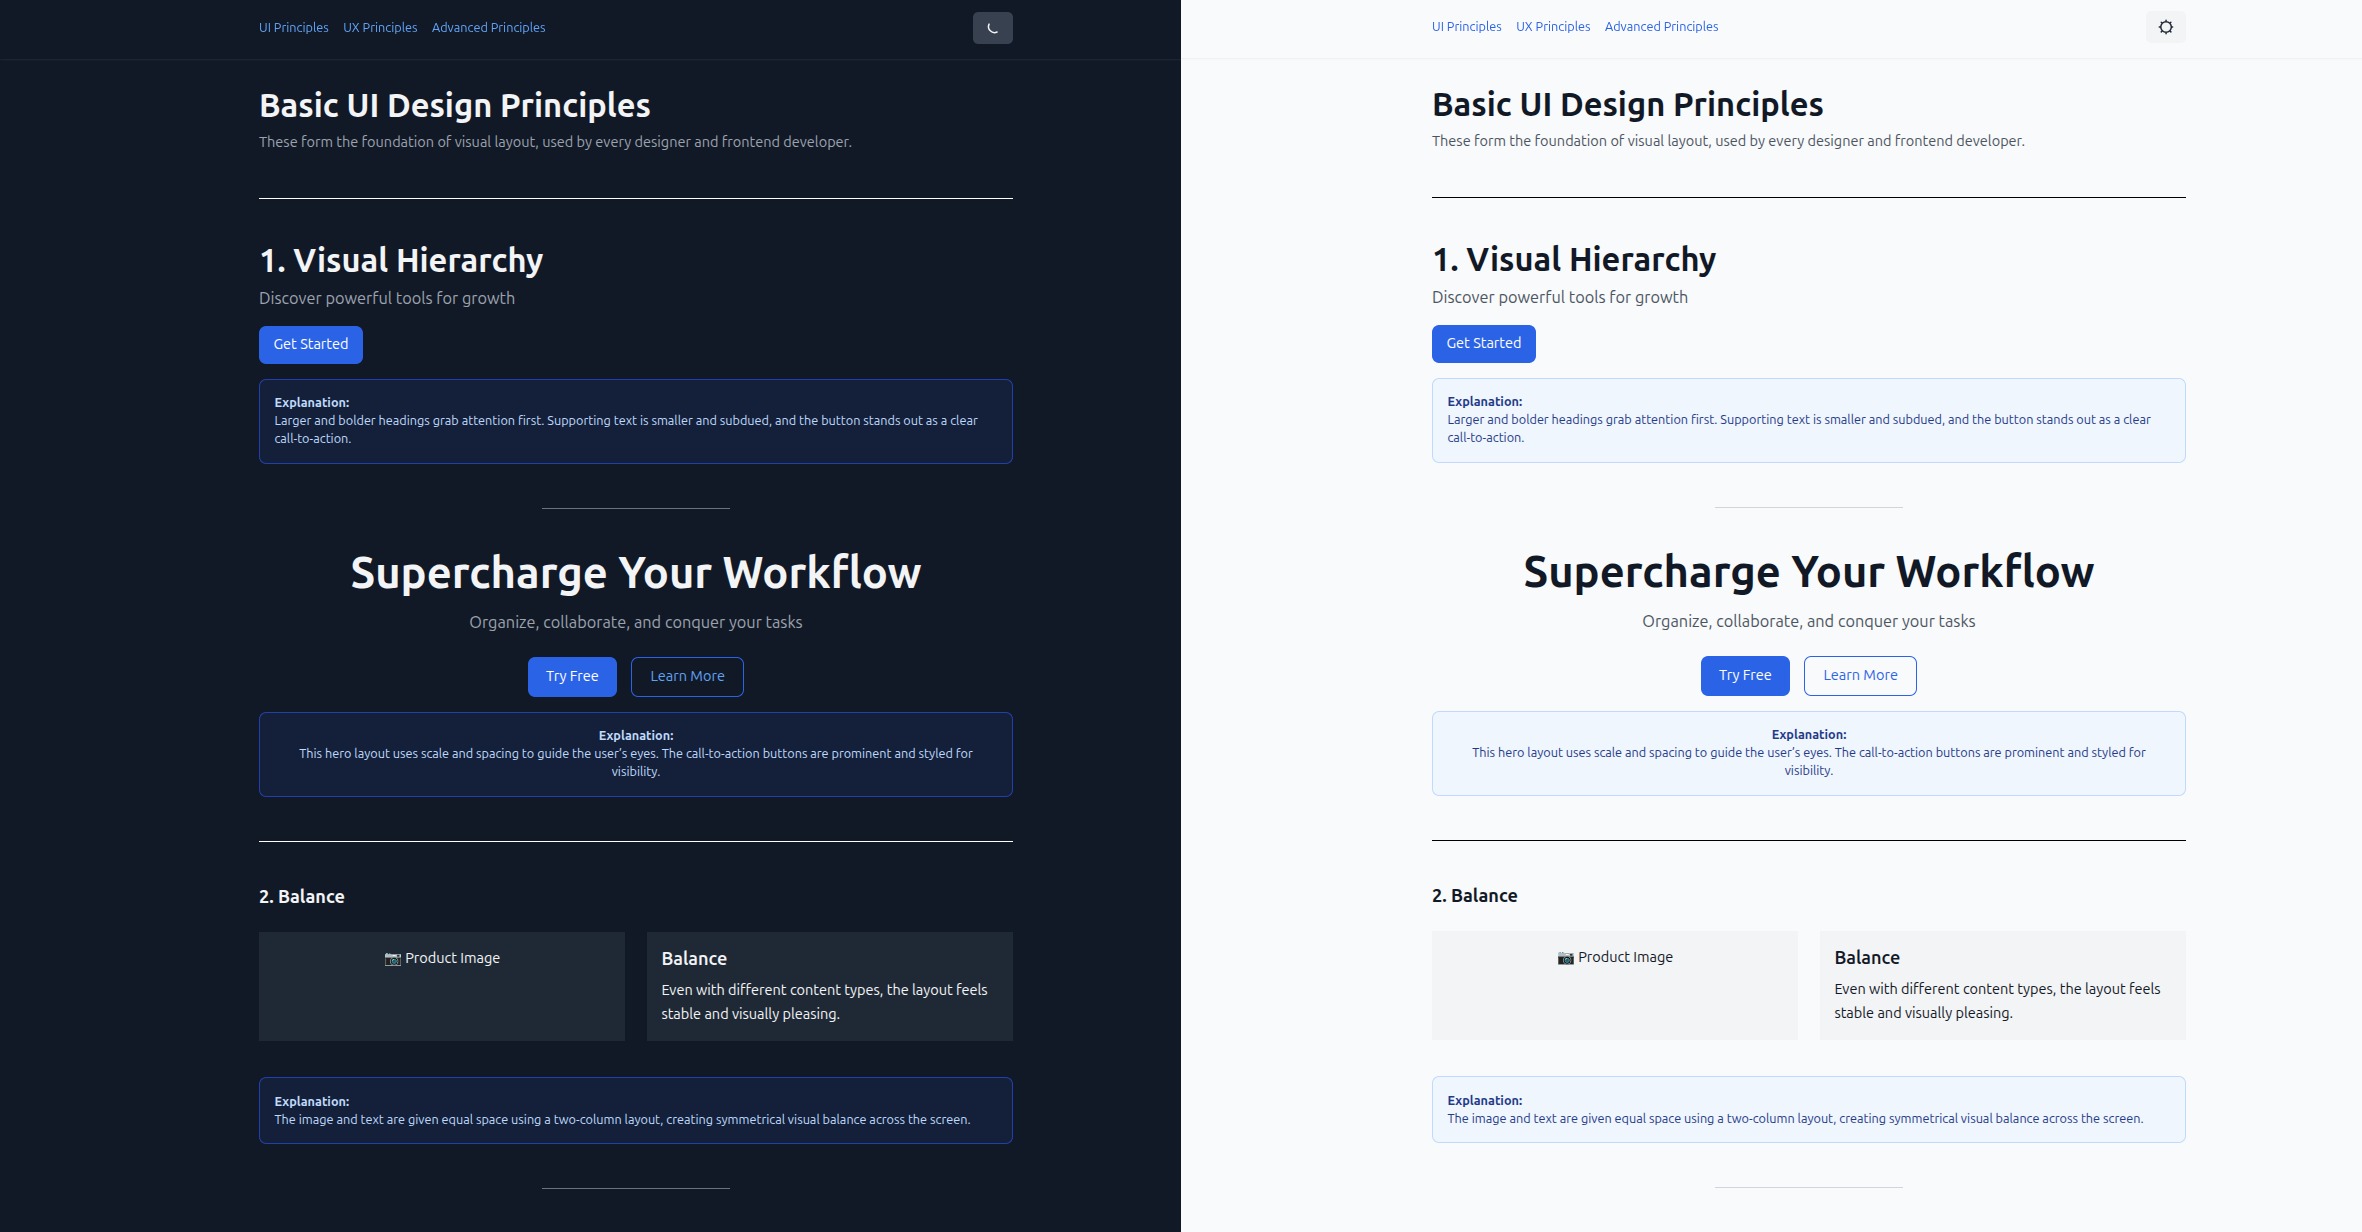 UI Principles UX Principles Advanced Principles
Basic UI Design Principles
These form the foundation of visual layout, used by every designer and frontend developer.
1. Visual Hierarchy
Discover powerful tools for growth
Get Started
Explanation:
Larger and bolder headings grab attention first. Supporting text is smaller and subdued, and the button stands out as a clear
call-to-action.
Supercharge Your Workflow
Organize, collaborate, and conquer your tasks
Try Free Learn More
Explanation:
This hero layout uses scale and spacing to guide the user’s eyes. The call-to-action buttons are prominent and styled for
visibility.
2. Balance
📷 Product Image
Balance
Even with different content types, the layout feels
stable and visually pleasing.
Explanation:
The image and text are given equal space using a two-column layout, creating symmetrical visual balance across the screen.
UI Principles UX Principles Advanced Principles
Basic UI Design Principles
These form the foundation of visual layout, used by every designer and frontend developer.
1. Visual Hierarchy
Discover powerful tools for growth
Get Started
Explanation:
Larger and bolder headings grab attention first. Supporting text is smaller and subdued, and the button stands out as a clear
call-to-action.
Supercharge Your Workflow
Organize, collaborate, and conquer your tasks
Try Free Learn More
Explanation:
This hero layout uses scale and spacing to guide the user’s eyes. The call-to-action buttons are prominent and styled for
visibility.
2. Balance
📷 Product Image
Balance
Even with different content types, the layout feels
stable and visually pleasing.
Explanation:
The image and text are given equal space using a two-column layout, creating symmetrical visual balance across the screen.